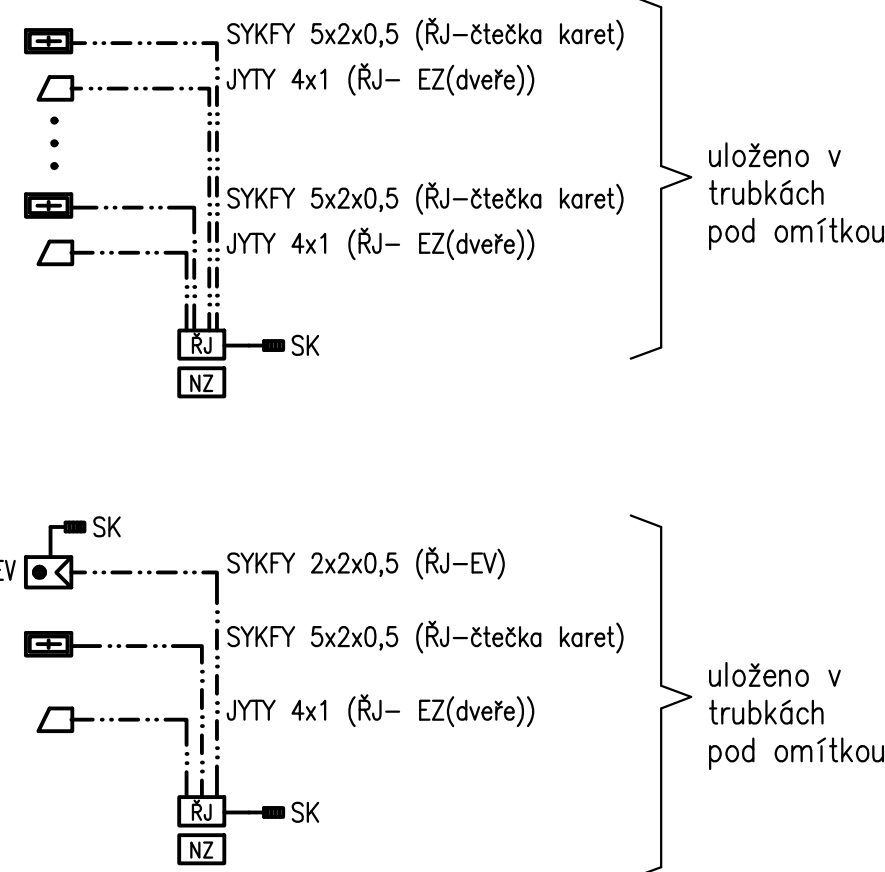 SYKFY 5x2x0,5 (ŘJ-čtečka karet)
JYTY 4x1 (ŘJ- EZ(dveře))
SYKFY 5x2x0,5 (ŘJ-čtečka karet)
JYTY 4x1 (ŘJ- EZ(dveře))
uloženo v
trubkách
pod omítkou
ŘJ
SK
NZ
SK
EV
SYKFY 2x2x0,5 (ŘJ-EV)
SYKFY 5x2x0,5 (ŘJ-čtečka karet)
JYTY 4x1 (ŘJ- EZ(dveře))
uloženo v
trubkách
pod omítkou
ŘJ
SK
NZ